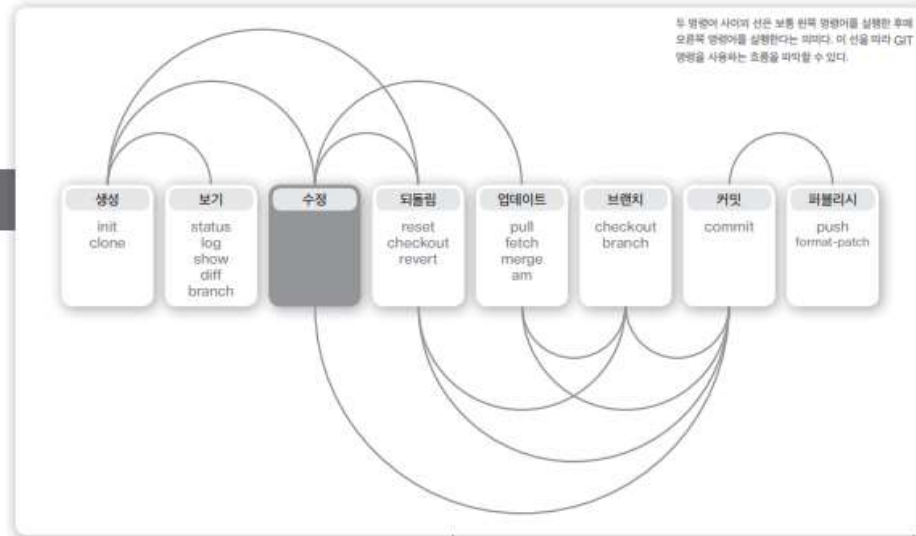 두 명령어 사이의 선은 보통 왼쪽 명령어를 실행한 후에
오른쪽 명령어를 실행한다는 의미다. 이 선을 따라 GIT
명령을 사용하는 흐름을 파악할 수 있다.
생성
init
clone
보기
status
log
show
diff
branch
수정
되돌림
reset
checkout
revert
업데이트
pull
fetch
merge
am
브랜치
checkout
branch
커밋
commit
퍼블리시
push
format-patch